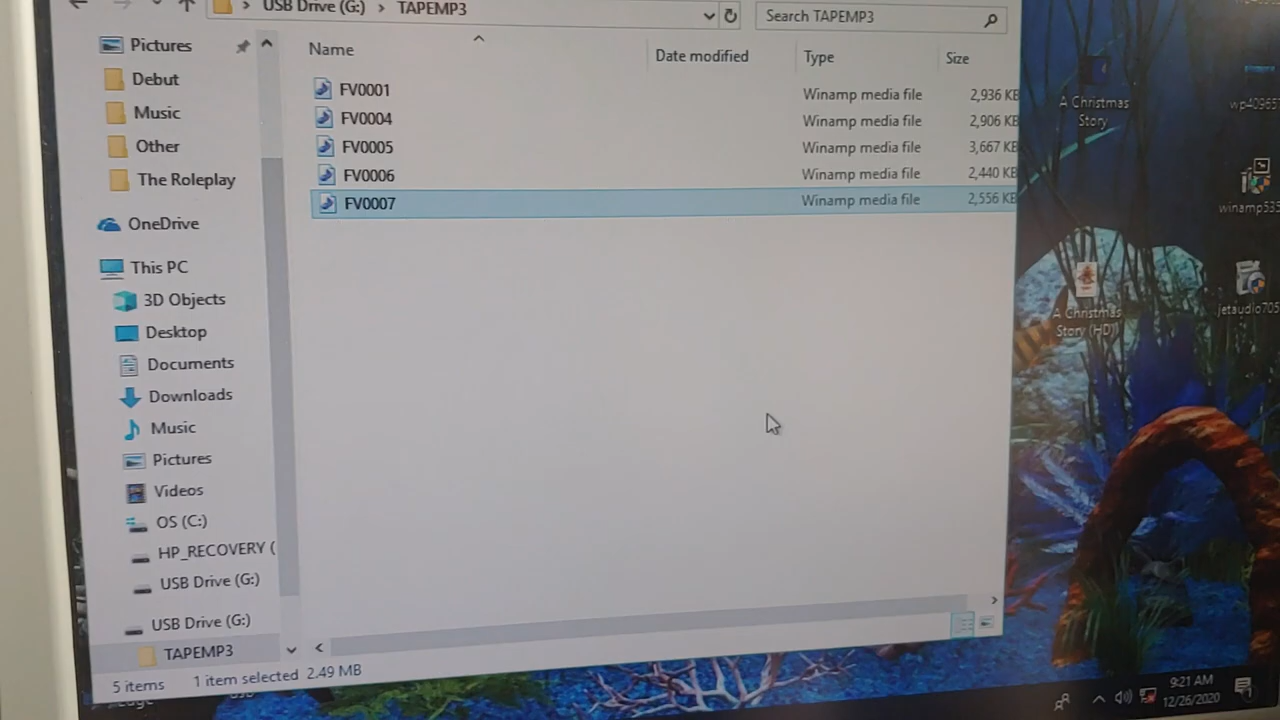 USB Drive (G:) > TAPEMP3
Search TAPEMP3
Name
Date modified
Type
Size
FV0001
Winamp media file
2,936 KB
FV0004
Winamp media file
2,906 KB
FV0005
Winamp media file
3,667 KB
FV0006
Winamp media file
2,440 KB
FV0007
Winamp media file
2,556 KB
Pictures
Debut
Music
Other
The Roleplay
OneDrive
This PC
3D Objects
Desktop
Documents
Downloads
Music
Pictures
Videos
OS (C:)
HP_RECOVERY (
USB Drive (G:)
USB Drive (G:)
TAPEMP3
5 items
1 item selected 2.49 MB
A Christmas
Story
wp40965
winamp535
A Christmas
Story (HD)
jetaudio705
9:21 AM
12/26/2020